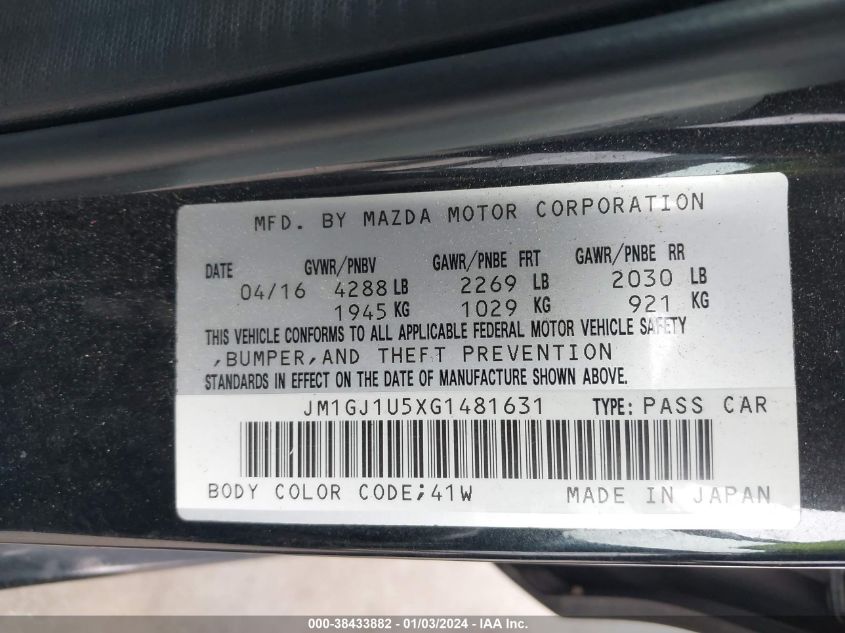 MFD. BY MAZDA MOTOR CORPORATION
DATE GVWR/PNBV GAWR/PNBE FRT GAWR/PNBE RR
04/16 4288 LB 2269 LB 2030 LB
1945 KG 1029 KG 921 KG
THIS VEHICLE CONFORMS TO ALL APPLICABLE FEDERAL MOTOR VEHICLE SAFETY
,BUMPER,AND THEFT PREVENTION
STANDARDS IN EFFECT ON THE DATE OF MANUFACTURE SHOWN ABOVE.
JM1GJ1U5XG1481631 TYPE: PASS CAR
BODY COLOR CODE;41W MADE IN JAPAN
000-38433882 - 01/03/2024 - IAA Inc.